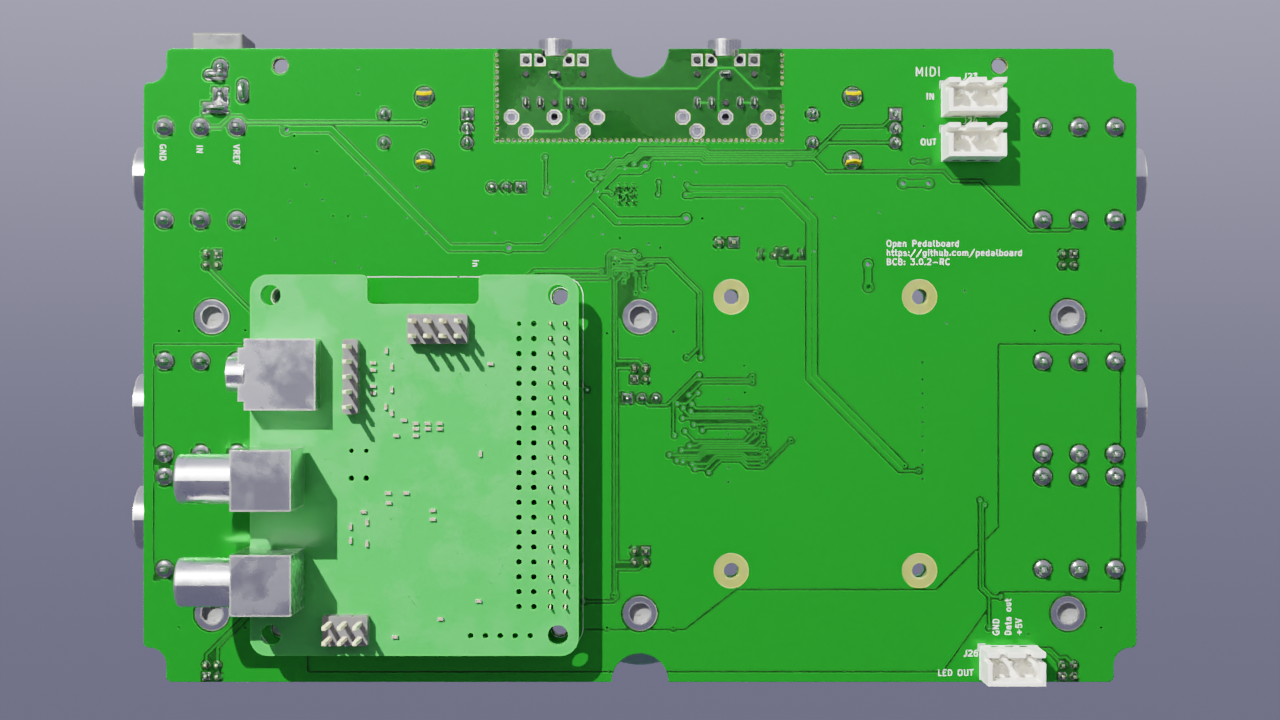 MIDI
J23
IN
OUT
GND
IN
VREF
Open Pedalboard
https://github.com/pedalboard
BCB: 3.0.2-RC
In
GND
Data out
+5V
J26
LED OUT